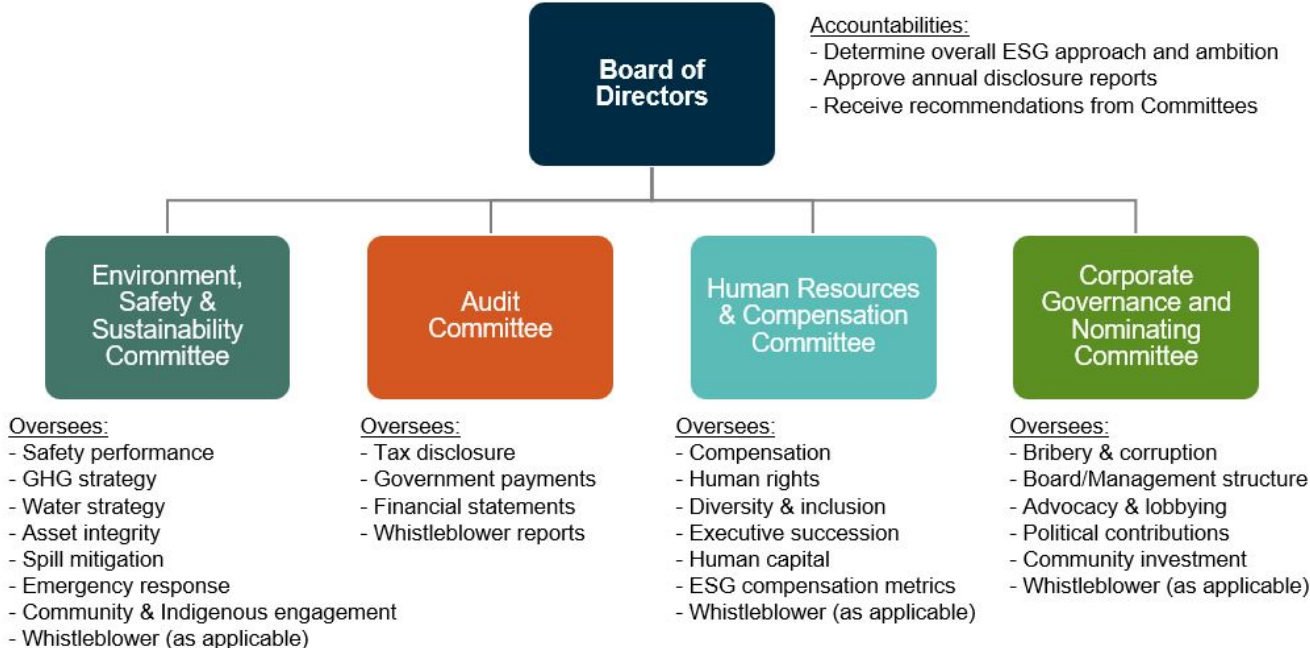 Board of
Directors
Accountabilities:
- Determine overall ESG approach and ambition
- Approve annual disclosure reports
- Receive recommendations from Committees
Environment,
Safety &
Sustainability
Committee
Oversees:
- Safety performance
- GHG strategy
- Water strategy
- Asset integrity
- Spill mitigation
- Emergency response
- Community & Indigenous engagement
- Whistleblower (as applicable)
Audit
Committee
Oversees:
- Tax disclosure
- Government payments
- Financial statements
- Whistleblower reports
Human Resources
& Compensation
Committee
Oversees:
- Compensation
- Human rights
- Diversity & inclusion
- Executive succession
- Human capital
- ESG compensation metrics
- Whistleblower (as applicable)
Corporate
Governance and
Nominating
Committee
Oversees:
- Bribery & corruption
- Board/Management structure
- Advocacy & lobbying
- Political contributions
- Community investment
- Whistleblower (as applicable)